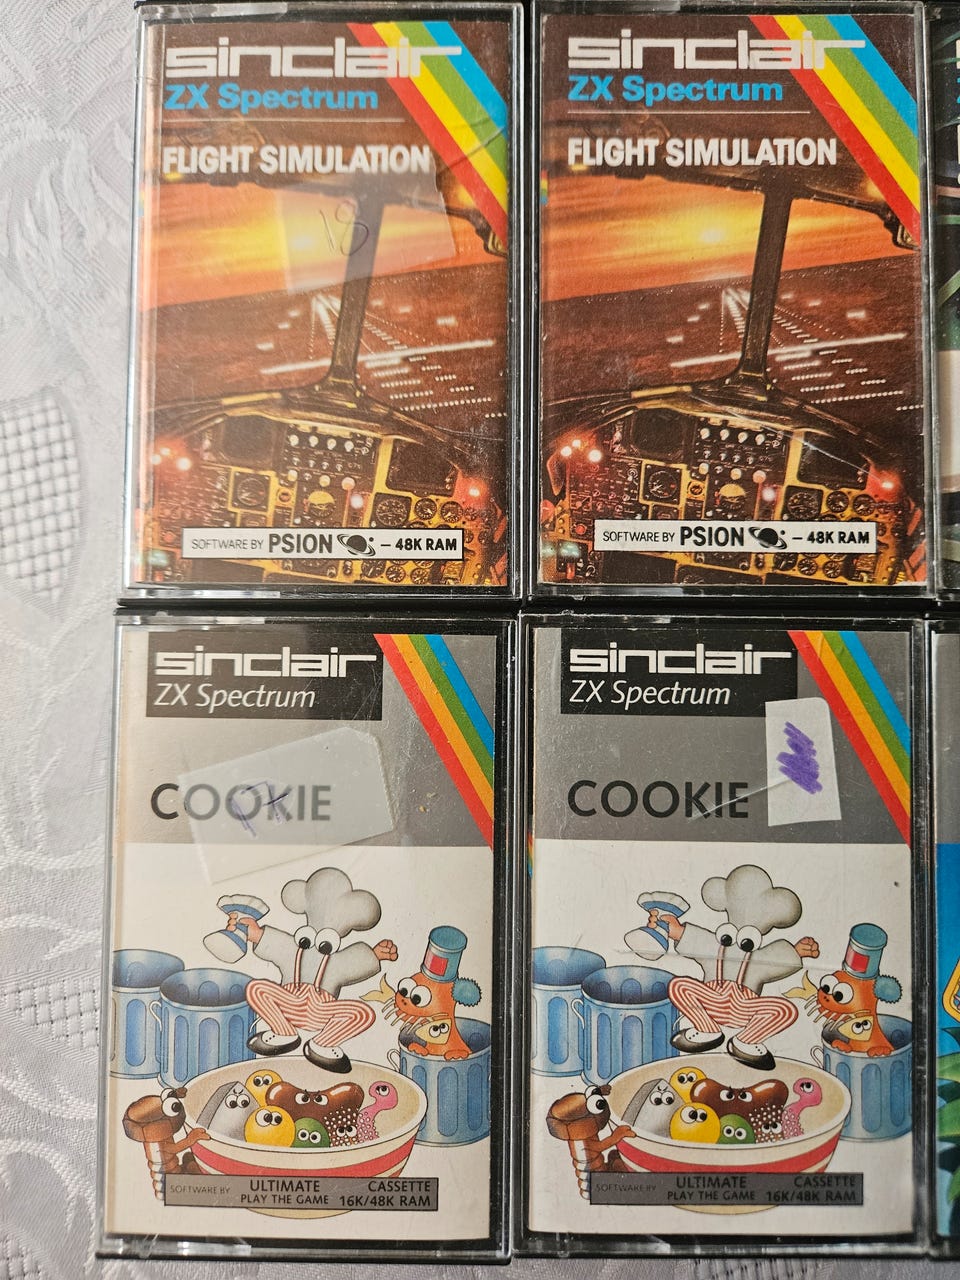 sinclair
ZX Spectrum
FLIGHT SIMULATION
18
SOFTWARE BY PSION – 48K RAM
sinclair
ZX Spectrum
FLIGHT SIMULATION
SOFTWARE BY PSION – 48K RAM
sinclair
ZX Spectrum
COOKIE
SOFTWARE BY ULTIMATE PLAY THE GAME
CASSETTE 16K/48K RAM
sinclair
ZX Spectrum
COOKIE
SOFTWARE BY ULTIMATE PLAY THE GAME
CASSETTE 16K/48K RAM